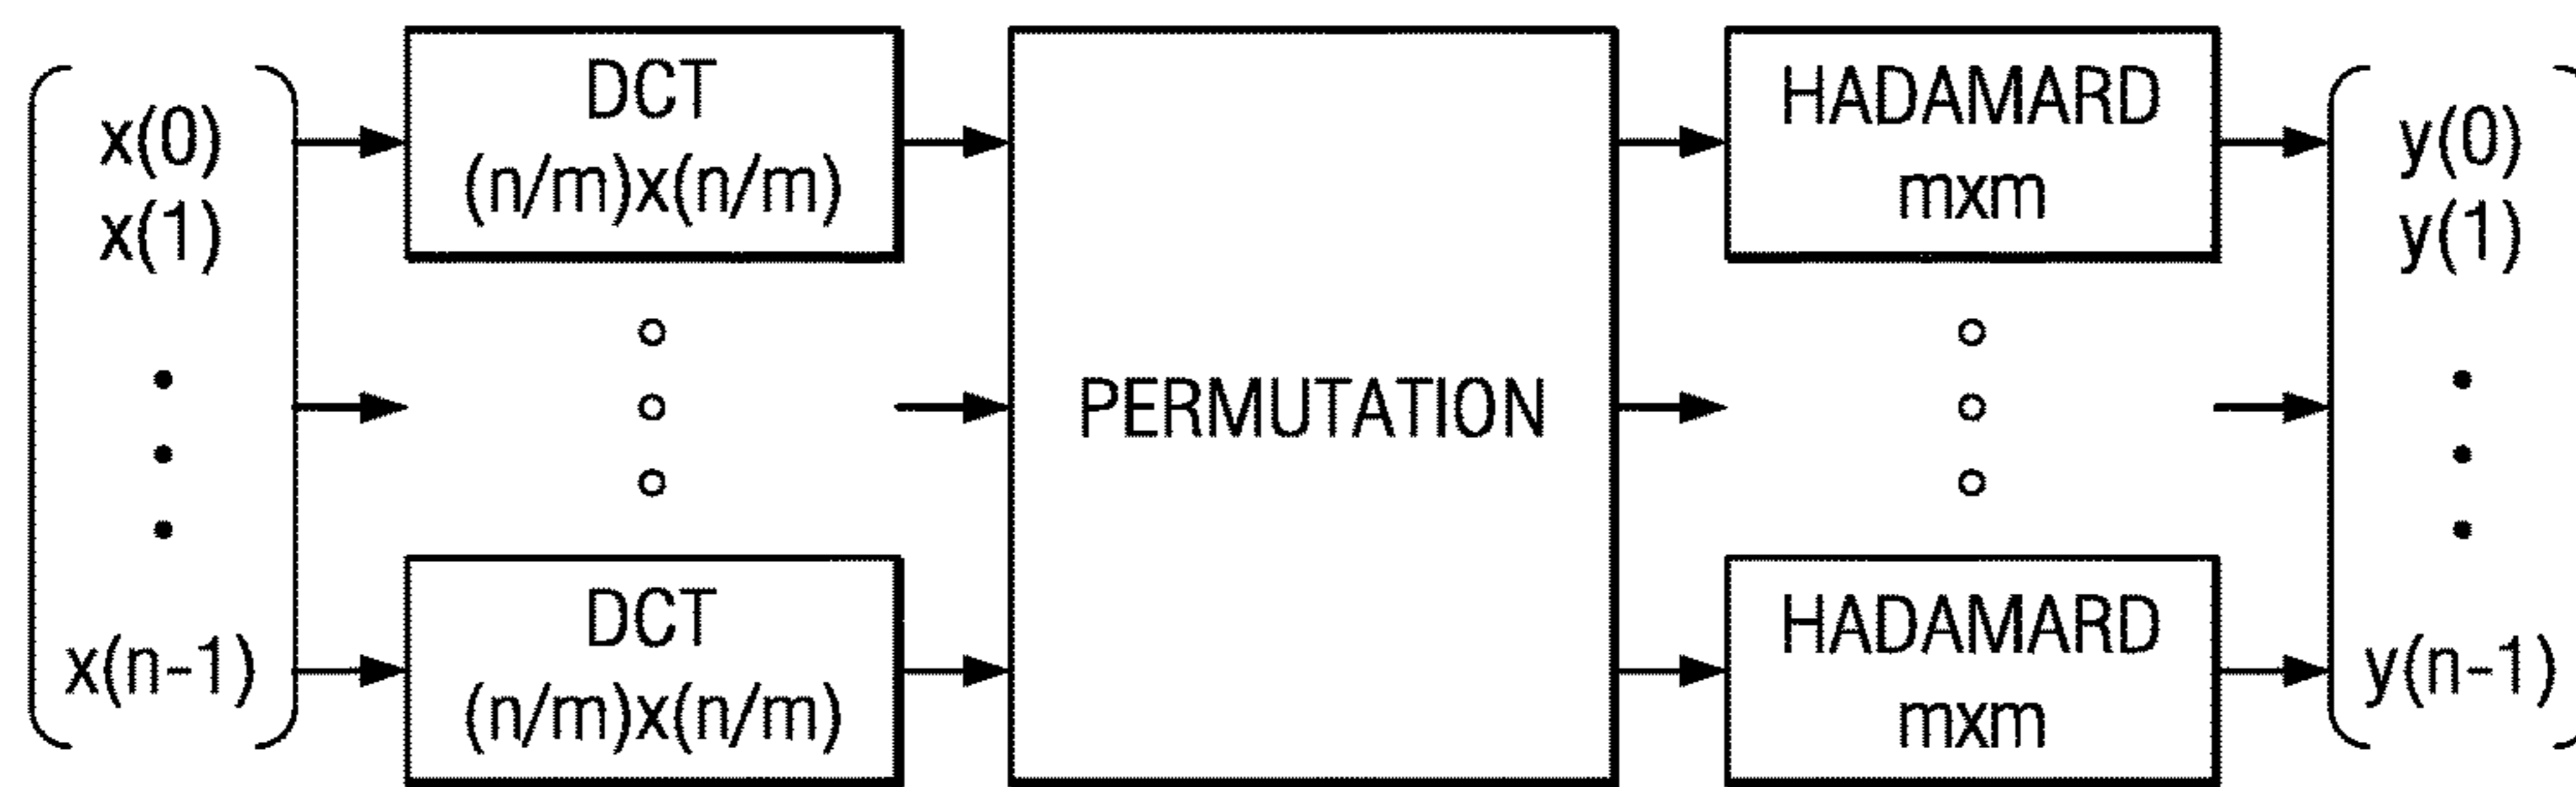 x(0)
x(1)
x(n-1)
DCT
(n/m)x(n/m)
DCT
(n/m)x(n/m)
PERMUTATION
HADAMARD
mxm
HADAMARD
mxm
y(0)
y(1)
y(n-1)